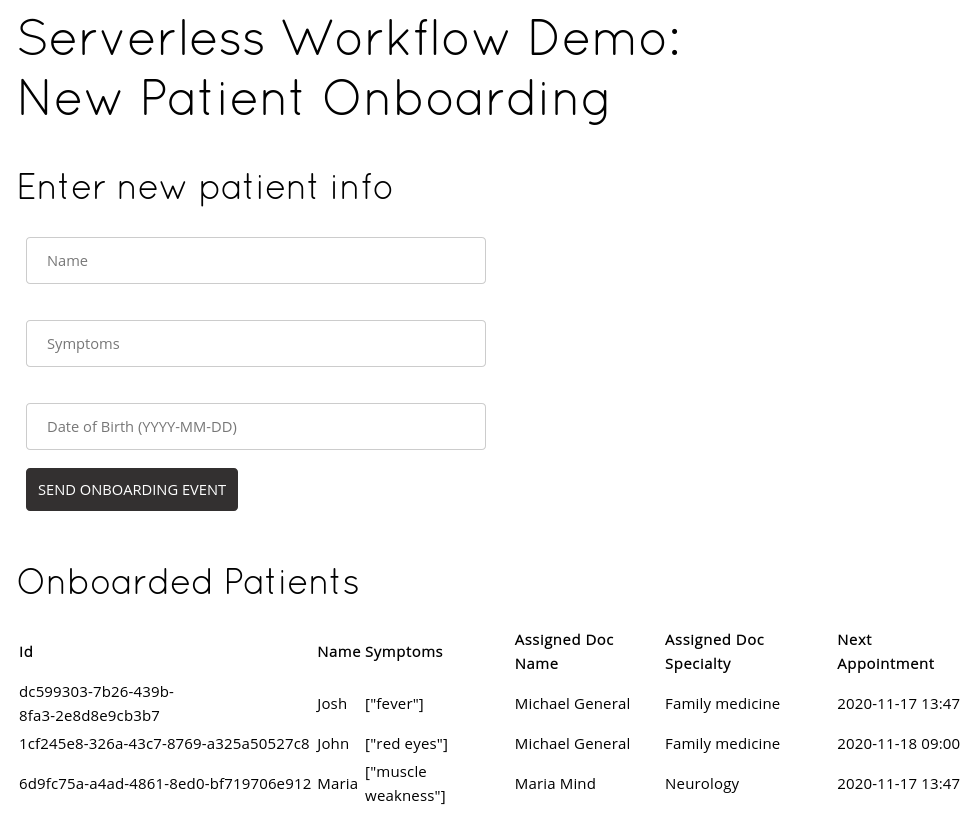 Serverless Workflow Demo:
New Patient Onboarding
Enter new patient info
Name
Symptoms
Date of Birth (YYYY-MM-DD)
SEND ONBOARDING EVENT
Onboarded Patients
Id Name Symptoms Assigned Doc Name Assigned Doc Specialty Next Appointment
dc599303-7b26-439b-8fa3-2e8d8e9cb3b7 Josh ["fever"] Michael General Family medicine 2020-11-17 13:47
1cf245e8-326a-43c7-8769-a325a50527c8 John ["red eyes"] Michael General Family medicine 2020-11-18 09:00
6d9fc75a-a4ad-4861-8ed0-bf719706e912 Maria ["muscle weakness"] Maria Mind Neurology 2020-11-17 13:47